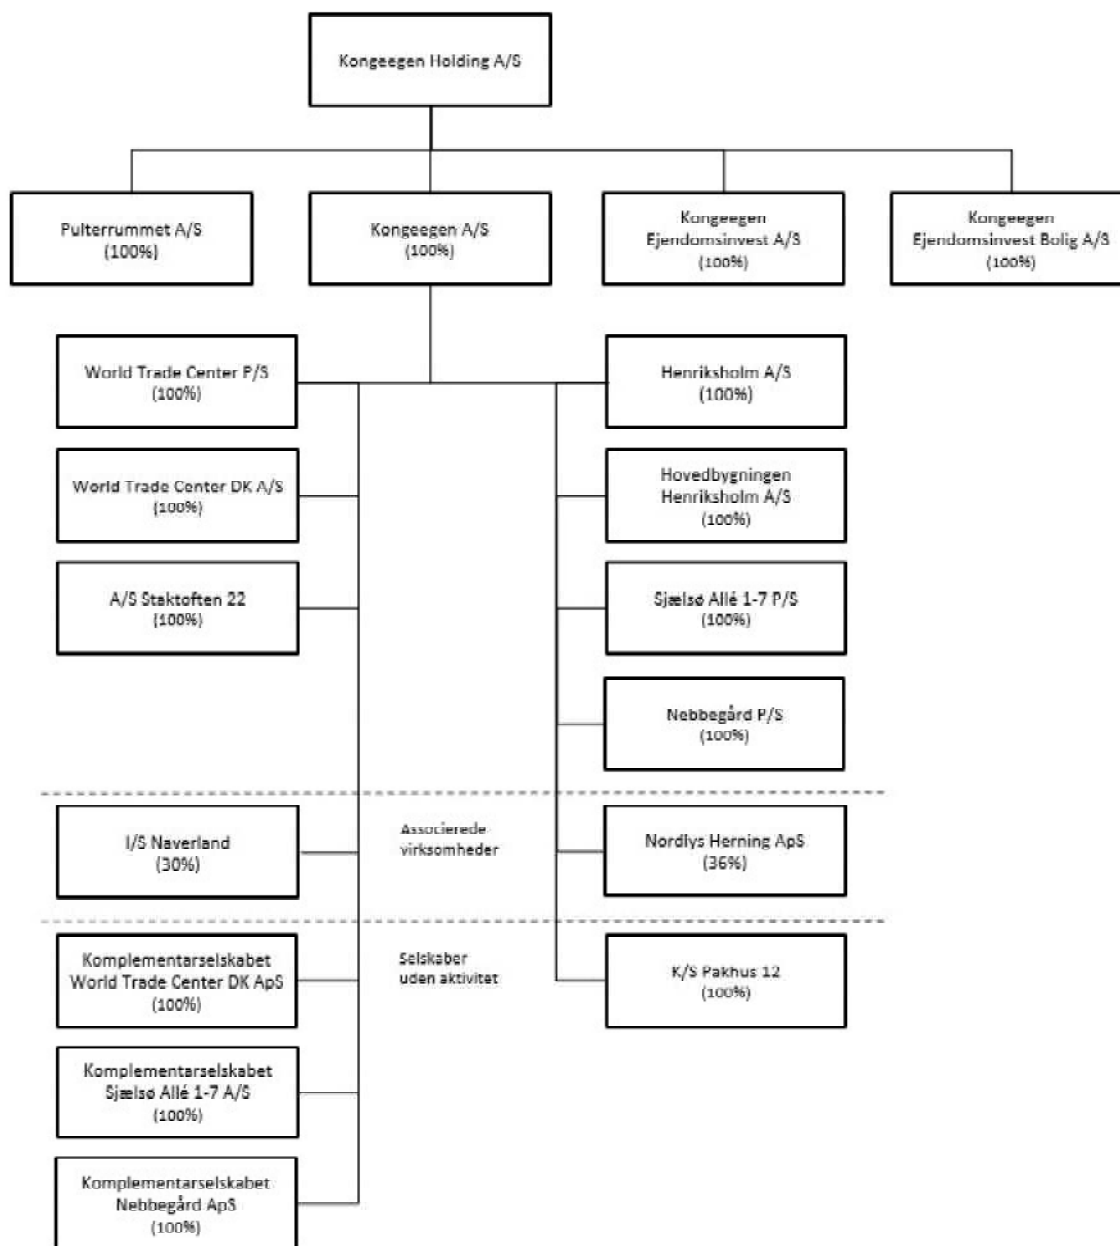 Kongeegen Holding A/S
Pulterrummet A/S
(100%)
Kongeegen A/S
(100%)
Kongeegen
Ejendomsinvest A/S
(100%)
Kongeegen
Ejendomsinvest Bolig A/S
(100%)
World Trade Center P/S
(100%)
Henriksholm A/S
(100%)
World Trade Center DK A/S
(100%)
Hovedbygningen
Henriksholm A/S
(100%)
A/S Staktoften 22
(100%)
Sjælsø Allé 1-7 P/S
(100%)
Nebbegård P/S
(100%)
I/S Naverland
(30%)
Associerede
virksomheder
Nordlys Herning ApS
(36%)
Komplementarselskabet
World Trade Center DK ApS
(100%)
Selskaber
uden aktivitet
K/S Pakhus 12
(100%)
Komplementarselskabet
Sjælsø Allé 1-7 A/S
(100%)
Komplementarselskabet
Nebbegård ApS
(100%)